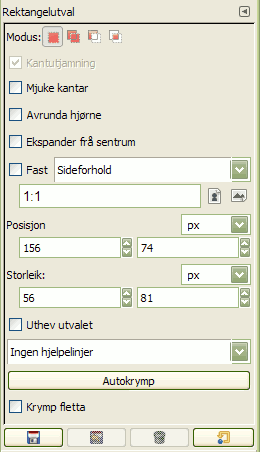 Rektangelutval
Modus:
Kantutjamning
Mjuke kantar
Avrunda hjørne
Ekspander frå sentrum
Fast Sideforhold
1:1
Posisjon px
156 74
Storleik: px
56 81
Uthev utvalet
Ingen hjelpelinjer
Autokrymp
Krymp fletta